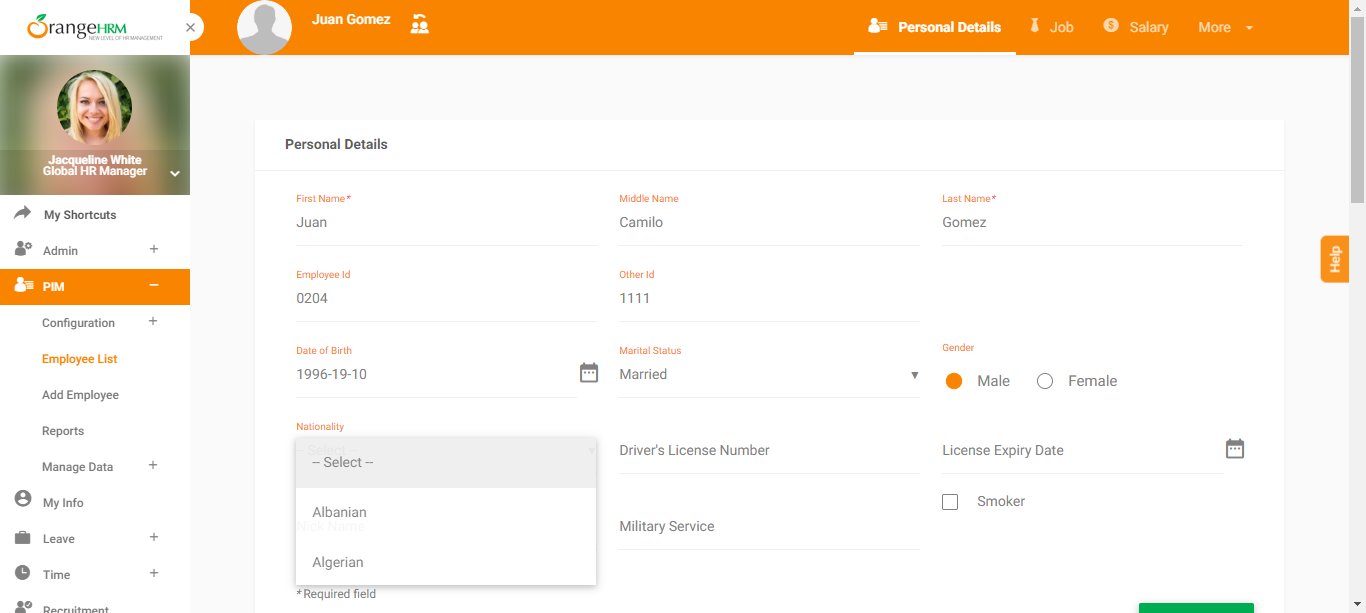 OrangeHRM
NEW LEVEL OF HR MANAGEMENT
Juan Gomez
Personal Details
Job
Salary
More
Jacqueline White
Global HR Manager
My Shortcuts
Admin
PIM
Configuration
Employee List
Add Employee
Reports
Manage Data
My Info
Leave
Time
Recruitment
Personal Details
First Name*
Juan
Middle Name
Camilo
Last Name*
Gomez
Employee Id
0204
Other Id
1111
Date of Birth
1996-19-10
Marital Status
Married
Gender
Male
Female
Nationality
-- Select --
-- Select --
Albanian
Algerian
Nick Name
Driver's License Number
License Expiry Date
Military Service
Smoker
* Required field
Help